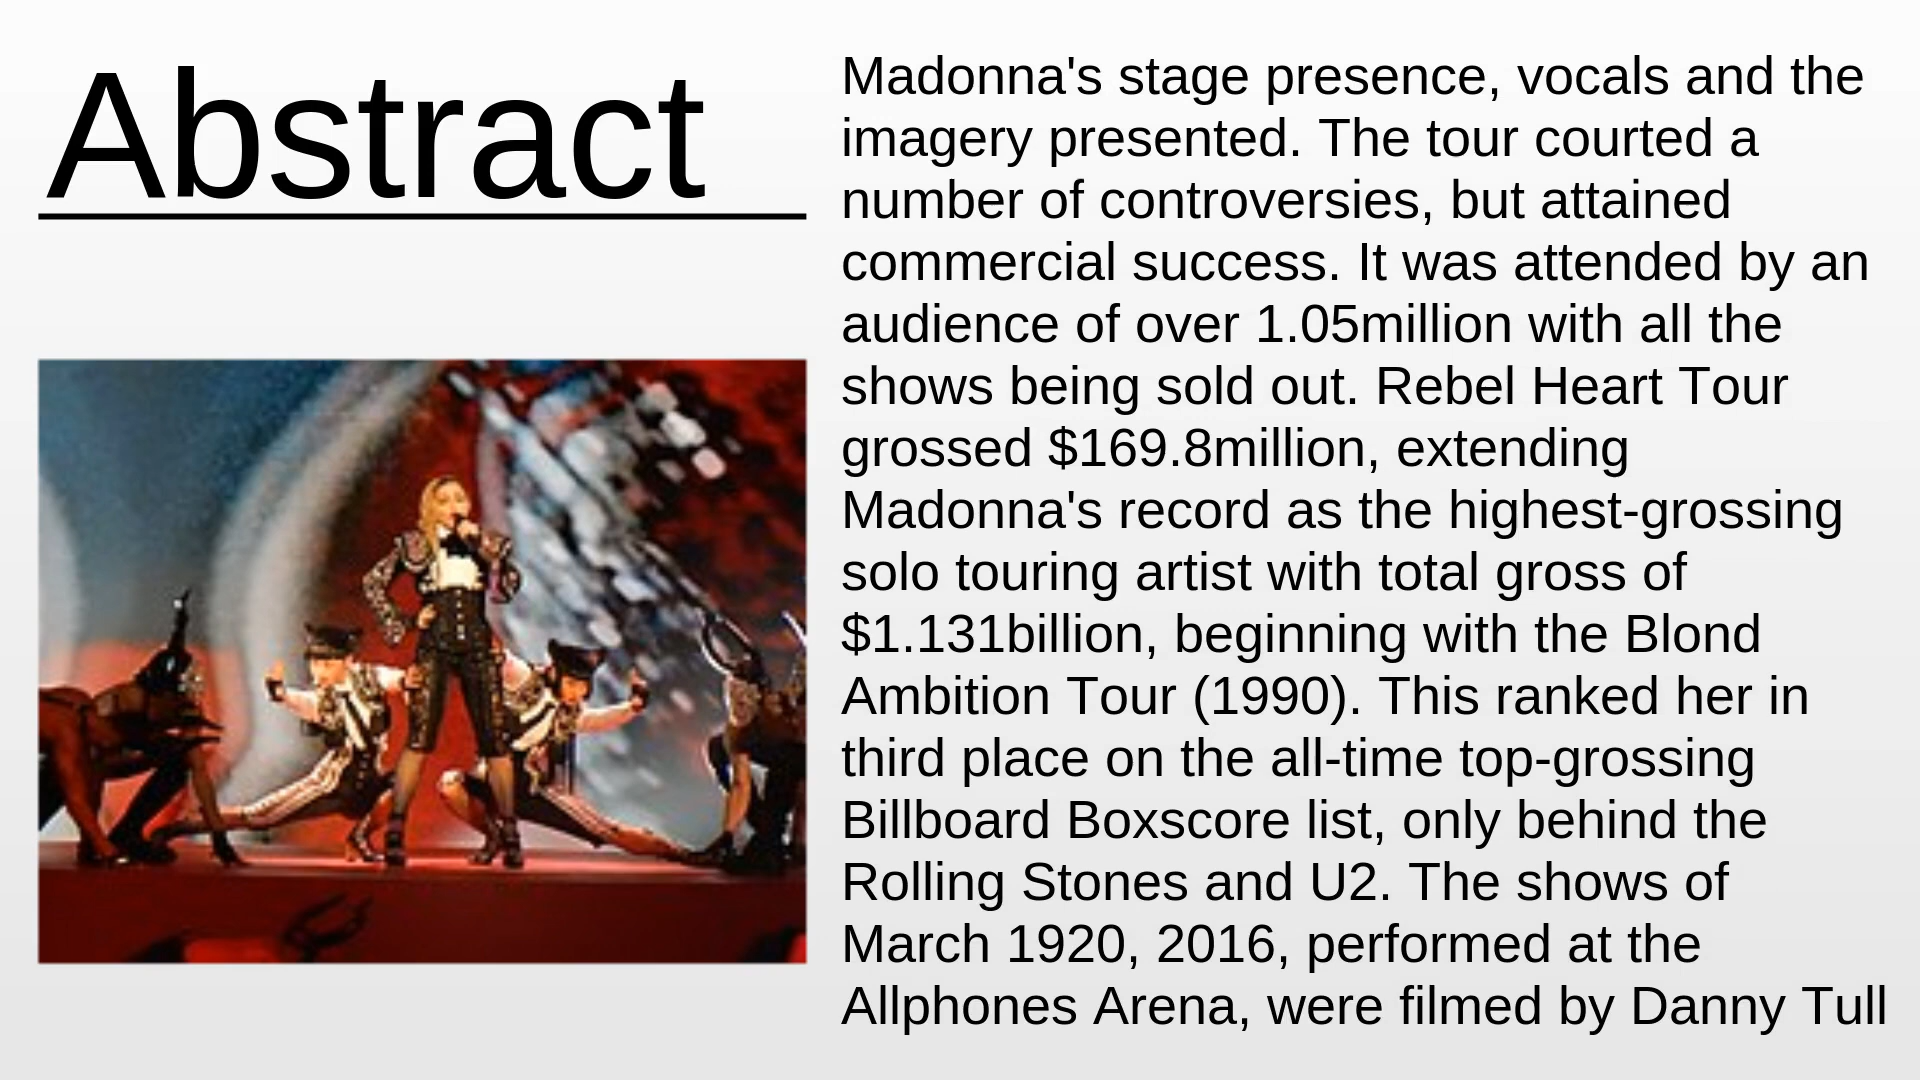 Abstract
Madonna's stage presence, vocals and the
imagery presented. The tour courted a
number of controversies, but attained
commercial success. It was attended by an
audience of over 1.05million with all the
shows being sold out. Rebel Heart Tour
grossed $169.8million, extending
Madonna's record as the highest-grossing
solo touring artist with total gross of
$1.131billion, beginning with the Blond
Ambition Tour (1990). This ranked her in
third place on the all-time top-grossing
Billboard Boxscore list, only behind the
Rolling Stones and U2. The shows of
March 1920, 2016, performed at the
Allphones Arena, were filmed by Danny Tull